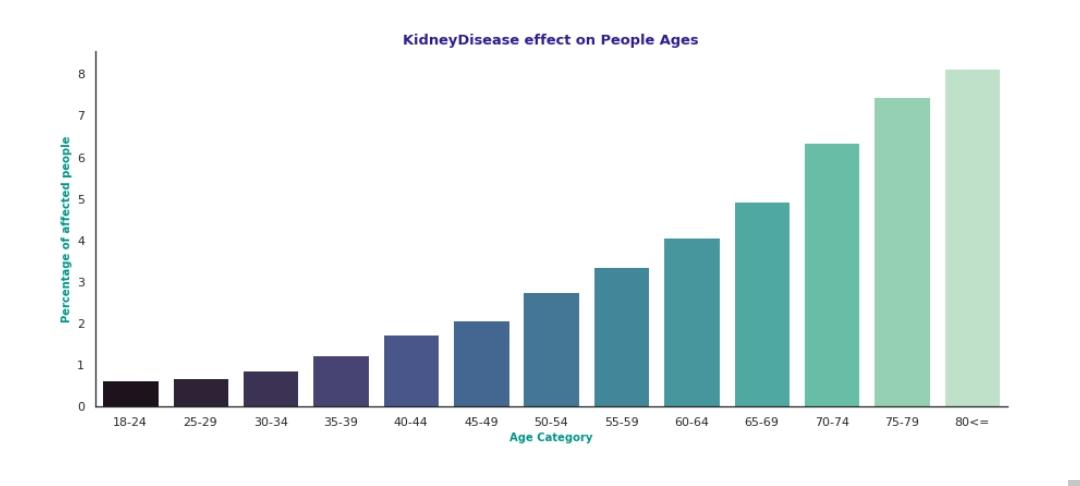 KidneyDisease effect on People Ages
Percentage of affected people
8
7
6
5
4
3
2
1
0
18-24 25-29 30-34 35-39 40-44 45-49 50-54 55-59 60-64 65-69 70-74 75-79 80<=
Age Category